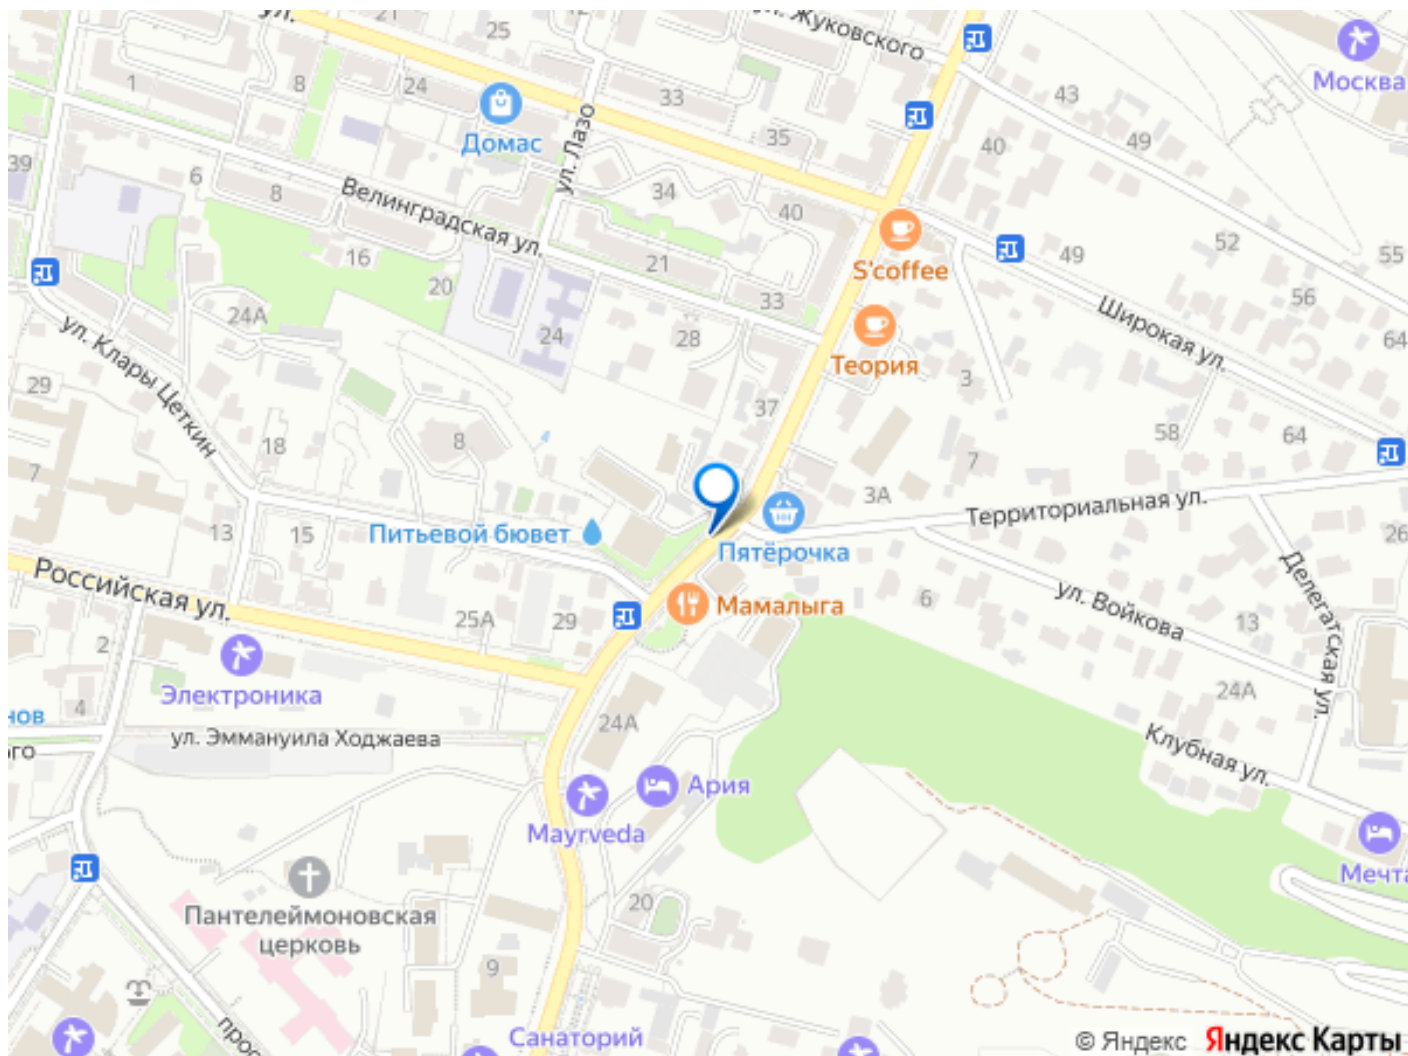 ул.
21
25
ул. Жуковского
Москва
1
8
24
Домас
33
35
43
49
40
39
6
8
ул. Лазо
34
40
Велинградская ул.
16
21
S'coffee
49
52
55
20
33
56
24А
24
28
Теория
Широкая ул.
64
ул. Клары Цеткин
29
3
37
18
8
58
64
7
7
3А
Территориальная ул.
13
15
Питьевой бювет
Пятёрочка
26
Российская ул.
Делегатская ул.
ул. Войкова
25А
29
Мамалыга
6
13
2
Электроника
24А
4
нов
24А
ого
ул. Эммануила Ходжаева
Клубная ул.
Ария
Mayrveda
Мечта
Пантелеймоновская
церковь
20
9
Санаторий
© Яндекс Яндекс Карты